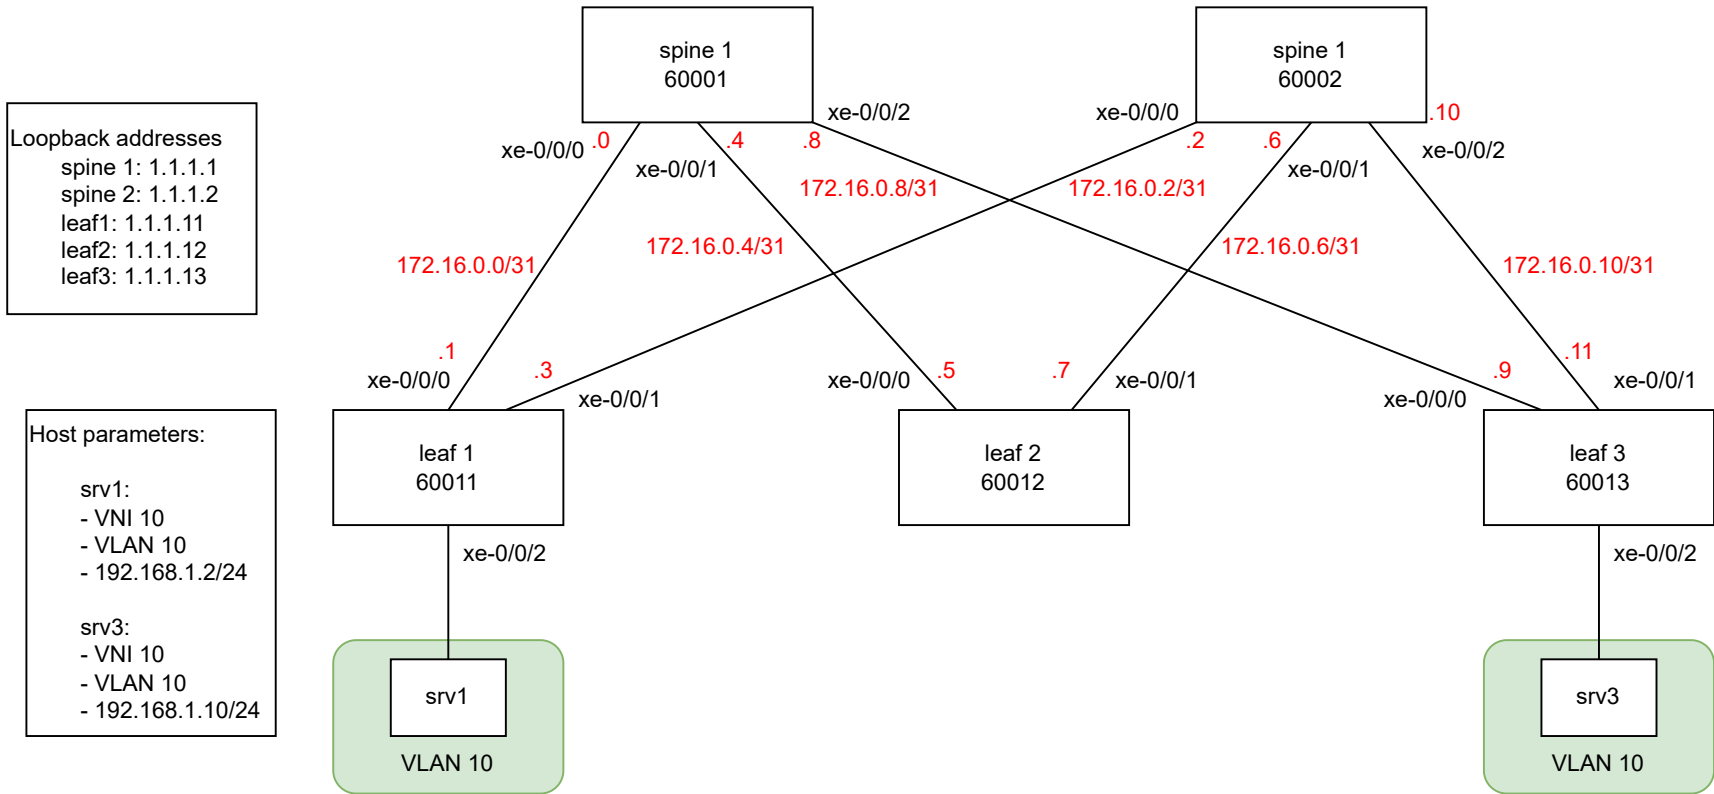 spine 1
60001
spine 1
60002
Loopback addresses
spine 1: 1.1.1.1
spine 2: 1.1.1.2
leaf1: 1.1.1.11
leaf2: 1.1.1.12
leaf3: 1.1.1.13
xe-0/0/0
.0
xe-0/0/1
.4
.8
xe-0/0/2
xe-0/0/0
.2
.6
xe-0/0/1
.10
xe-0/0/2
172.16.0.8/31
172.16.0.2/31
172.16.0.0/31
172.16.0.4/31
172.16.0.6/31
172.16.0.10/31
.1
xe-0/0/0
.3
xe-0/0/1
xe-0/0/0
.5
.7
xe-0/0/1
.9
xe-0/0/0
.11
xe-0/0/1
Host parameters:
srv1:
- VNI 10
- VLAN 10
- 192.168.1.2/24
srv3:
- VNI 10
- VLAN 10
- 192.168.1.10/24
leaf 1
60011
leaf 2
60012
leaf 3
60013
xe-0/0/2
xe-0/0/2
srv1
VLAN 10
srv3
VLAN 10